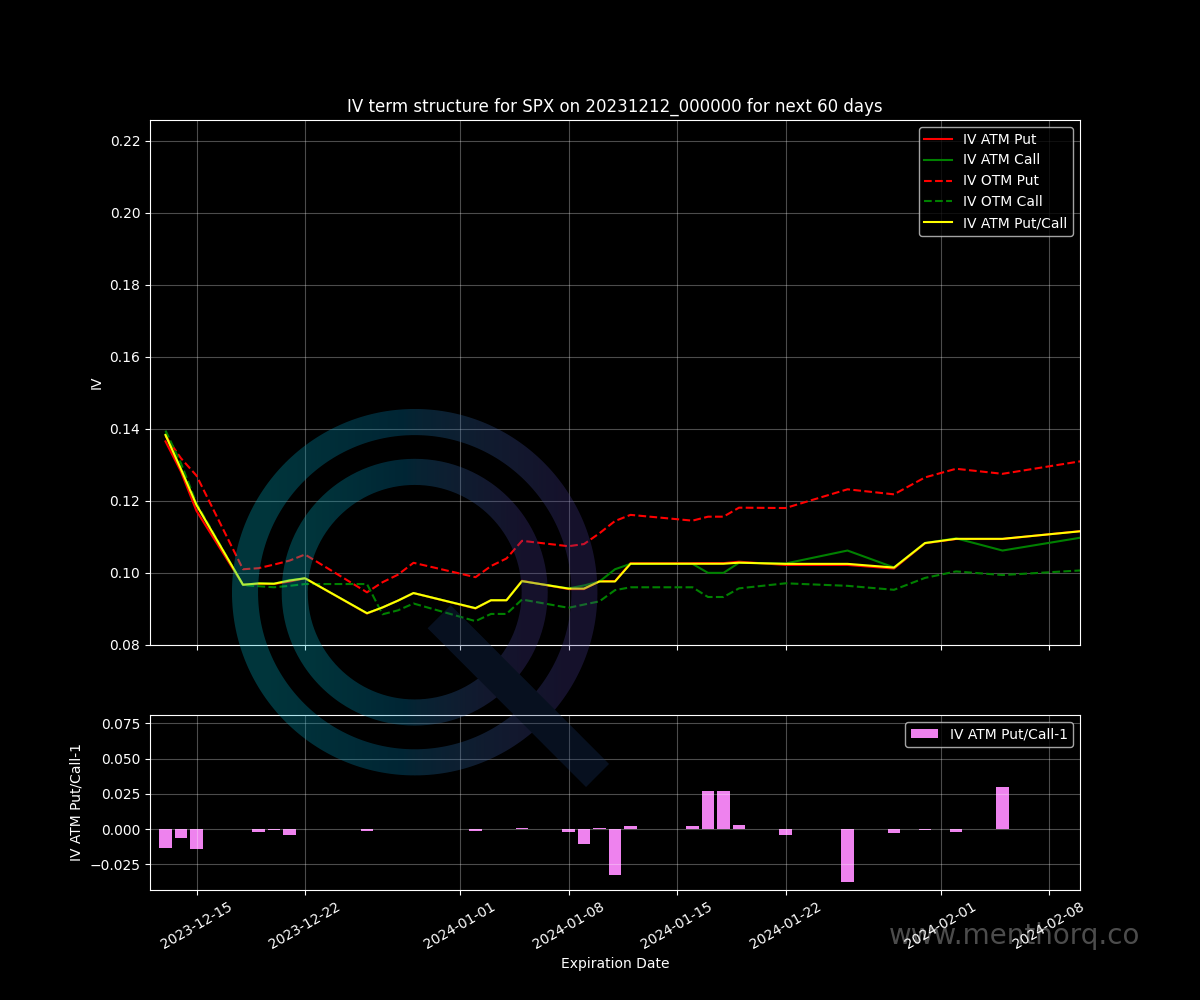 IV term structure for SPX on 20231212_000000 for next 60 days
0.22
0.20
0.18
0.16
0.14
0.12
0.10
0.08
IV
IV ATM Put
IV ATM Call
IV OTM Put
IV OTM Call
IV ATM Put/Call
0.075
0.050
0.025
0.000
−0.025
IV ATM Put/Call-1
IV ATM Put/Call-1
2023-12-15
2023-12-22
2024-01-01
2024-01-08
2024-01-15
2024-01-22
2024-02-01
2024-02-08
www.menthorq.co
Expiration Date